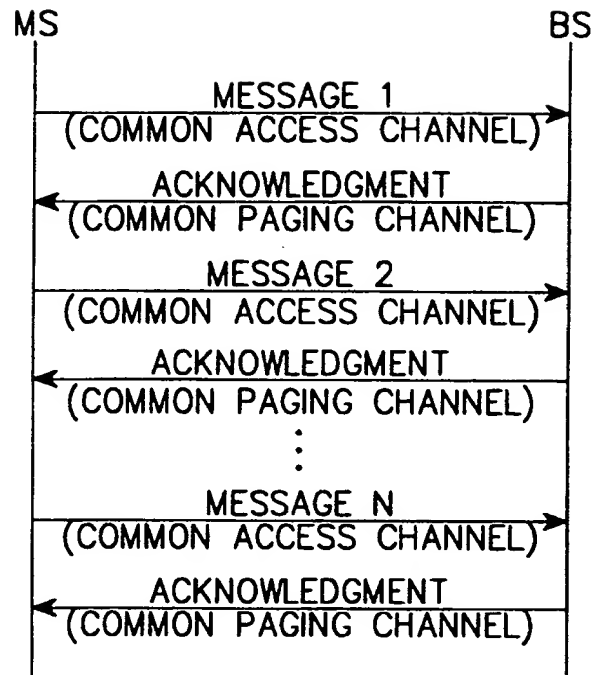 MS BS
MESSAGE 1
(COMMON ACCESS CHANNEL)
ACKNOWLEDGMENT
(COMMON PAGING CHANNEL)
MESSAGE 2
(COMMON ACCESS CHANNEL)
ACKNOWLEDGMENT
(COMMON PAGING CHANNEL)
MESSAGE N
(COMMON ACCESS CHANNEL)
ACKNOWLEDGMENT
(COMMON PAGING CHANNEL)